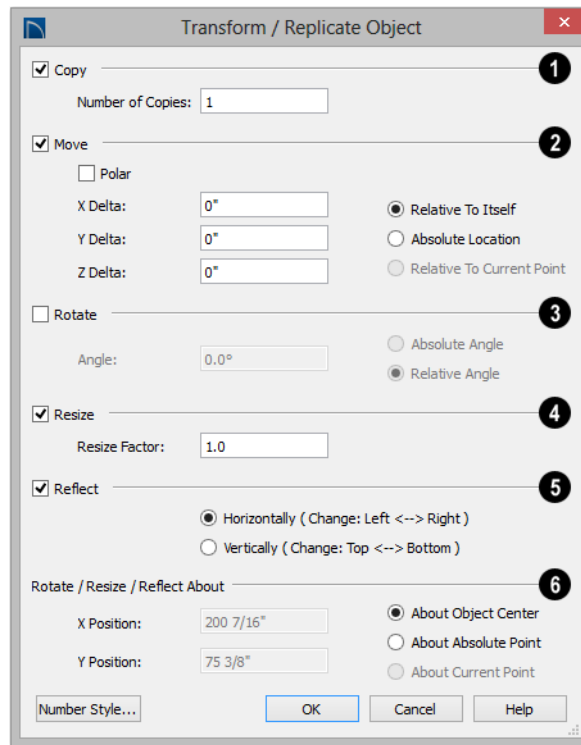 Transform / Replicate Object
Copy 1
Number of Copies: 1
Move 2
Polar
X Delta: 0" Relative To Itself
Y Delta: 0" Absolute Location
Z Delta: 0" Relative To Current Point
Rotate 3
Absolute Angle
Angle: 0.0°
Relative Angle
Resize 4
Resize Factor: 1.0
Reflect 5
Horizontally ( Change: Left <--> Right )
Vertically ( Change: Top <--> Bottom )
Rotate / Resize / Reflect About 6
X Position: 200 7/16" About Object Center
About Absolute Point
Y Position: 75 3/8"
About Current Point
Number Style... OK Cancel Help